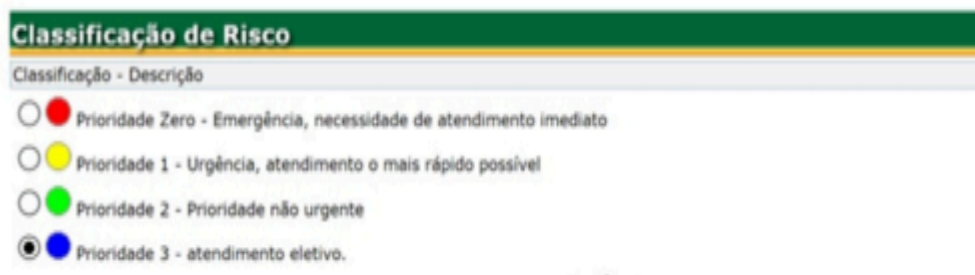 Classificação de Risco
Classificação - Descrição
Prioridade Zero - Emergência, necessidade de atendimento imediato
Prioridade 1 - Urgência, atendimento o mais rápido possível
Prioridade 2 - Prioridade não urgente
Prioridade 3 - atendimento eletivo.